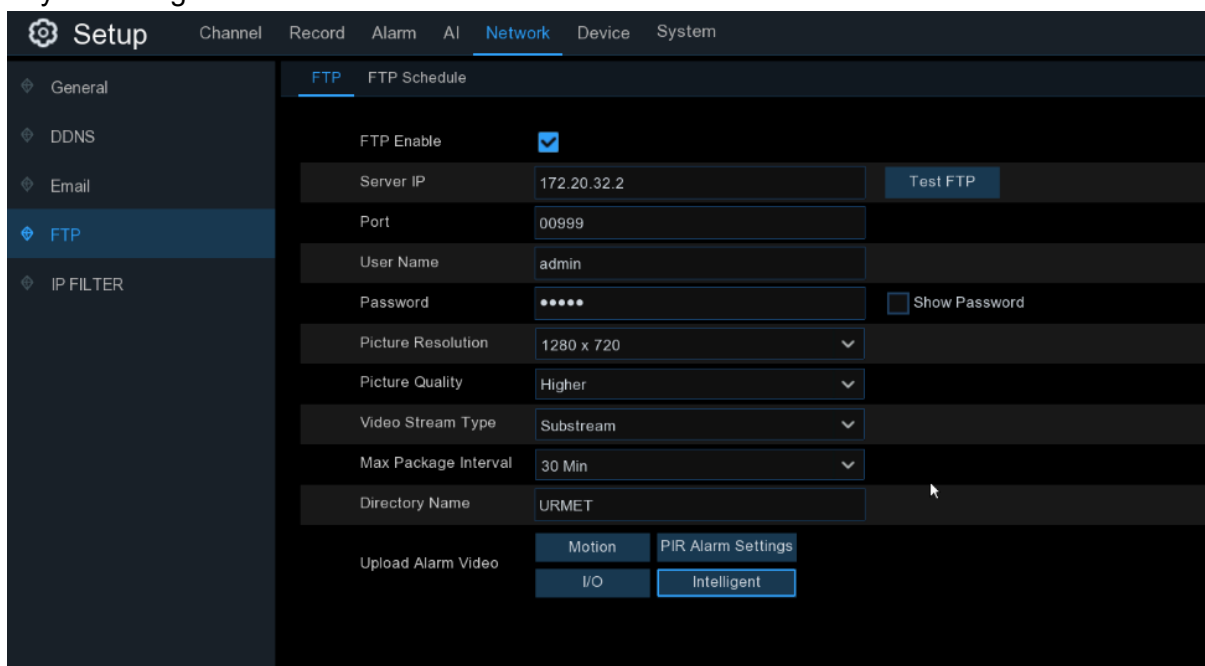 Setup Channel Record Alarm AI Network Device System
General
DDNS
Email
FTP
IP FILTER
FTP FTP Schedule
FTP Enable
Server IP 172.20.32.2 Test FTP
Port 00999
User Name admin
Password ••••• Show Password
Picture Resolution 1280 x 720
Picture Quality Higher
Video Stream Type Substream
Max Package Interval 30 Min
Directory Name URMET
Upload Alarm Video
Motion PIR Alarm Settings
I/O Intelligent